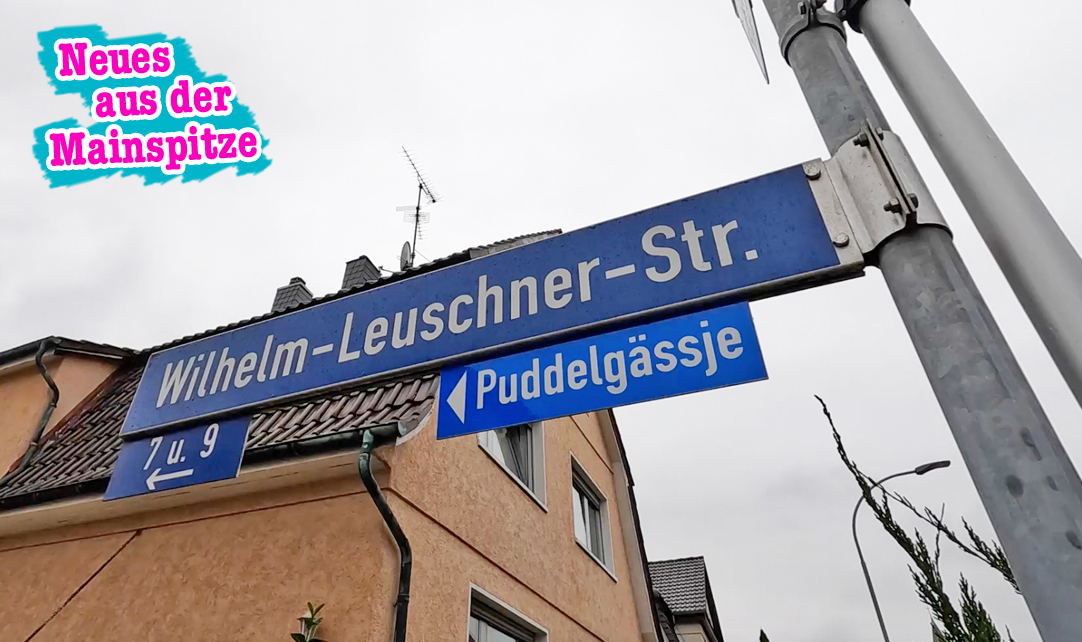 Neues
aus der
Mainspitze
Wilhelm-Leuschner-Str.
Puddelgässje
7 u. 9